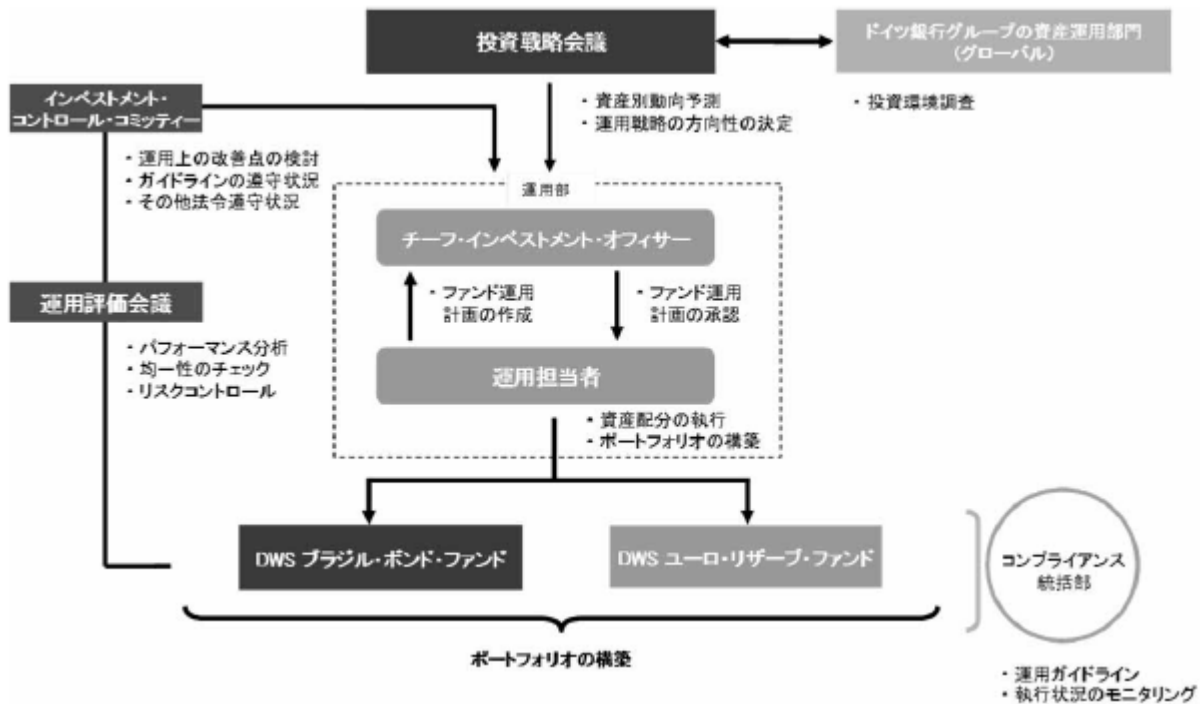 投資戦略会議
ドイツ銀行グループの資産運用部門
(グローバル)
・資産別動向予測
・運用戦略の方向性の決定
・投資環境調査
インベストメント・
コントロール・コミッティー
・運用上の改善点の検討
・ガイドラインの遵守状況
・その他法令遵守状況
運用部
チーフ・インベストメント・オフィサー
・ファンド運用
計画の作成
・ファンド運用
計画の承認
運用評価会議
・パフォーマンス分析
・均一性のチェック
・リスクコントロール
運用担当者
・資産配分の執行
・ポートフォリオの構築
DWS ブラジル・ボンド・ファンド
DWS ユーロ・リザーブ・ファンド
コンプライアンス
統括部
ポートフォリオの構築
・運用ガイドライン
・執行状況のモニタリング